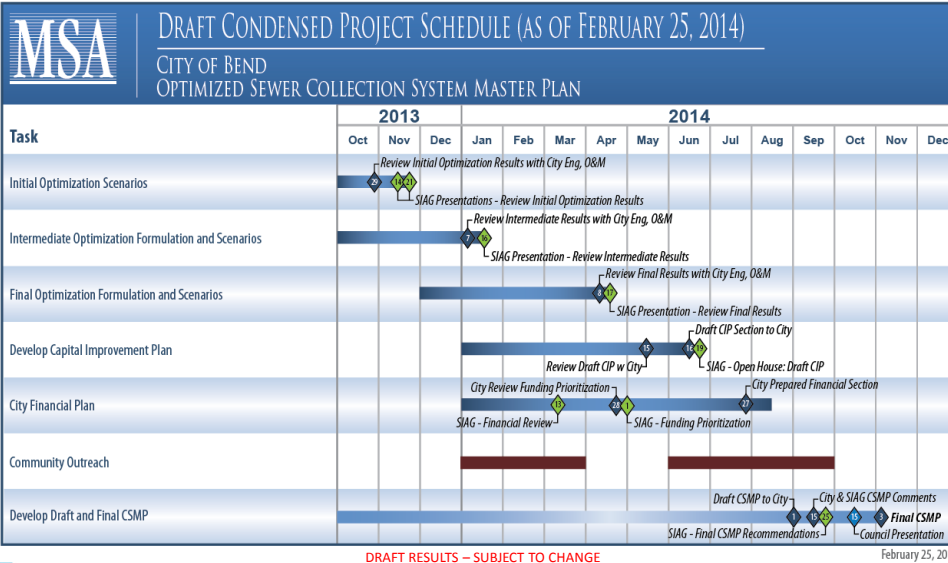 MSA
DRAFT CONDENSED PROJECT SCHEDULE (AS OF FEBRUARY 25, 2014)
CITY OF BEND
OPTIMIZED SEWER COLLECTION SYSTEM MASTER PLAN
2013 2014
Task Oct Nov Dec Jan Feb Mar Apr May Jun Jul Aug Sep Oct Nov Dec
Review Initial Optimization Results with City Eng, O&M
Initial Optimization Scenarios 29 14 21
SIAG Presentations - Review Initial Optimization Results
Review Intermediate Results with City Eng, O&M
Intermediate Optimization Formulation and Scenarios 7 16
SIAG Presentation - Review Intermediate Results
Review Final Results with City Eng, O&M
Final Optimization Formulation and Scenarios 8 17
SIAG Presentation - Review Final Results
Draft CIP Section to City
Develop Capital Improvement Plan 15 16 19
Review Draft CIP w City SIAG - Open House: Draft CIP
City Review Funding Prioritization City Prepared Financial Section
City Financial Plan 13 28 1 27
SIAG - Financial Review SIAG - Funding Prioritization
Community Outreach
Draft CSMP to City City & SIAG CSMP Comments
Develop Draft and Final CSMP 1 15 25 15 3 Final CSMP
SIAG - Final CSMP Recommendations Council Presentation
DRAFT RESULTS – SUBJECT TO CHANGE February 25, 20